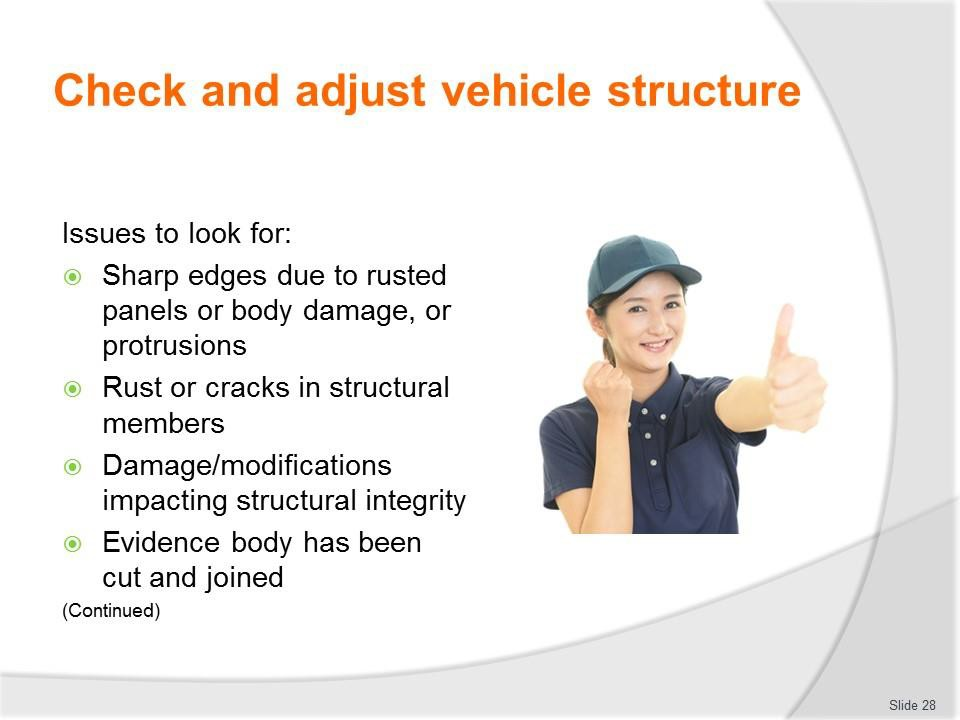 Check and adjust vehicle structure
Issues to look for:
Sharp edges due to rusted
panels or body damage, or
protrusions
Rust or cracks in structural
members
Damage/modifications
impacting structural integrity
Evidence body has been
cut and joined
(Continued)
Slide 28